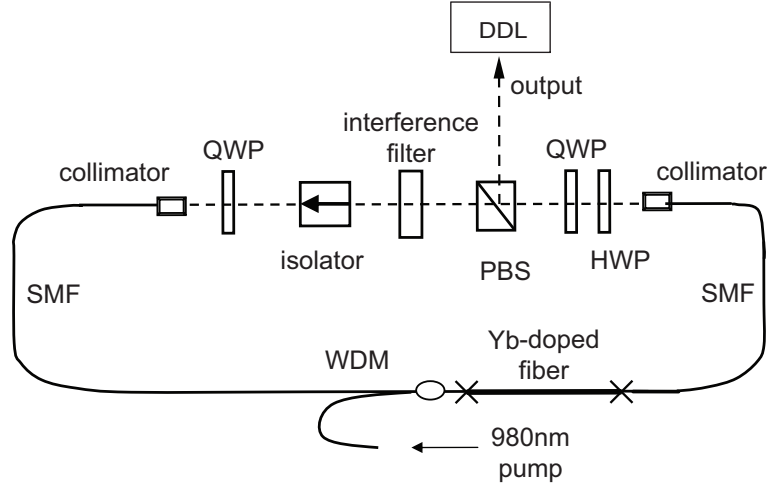 DDL
output
interference
filter
QWP
QWP
collimator
collimator
isolator
PBS
HWP
SMF
SMF
Yb-doped
fiber
WDM
980nm
pump